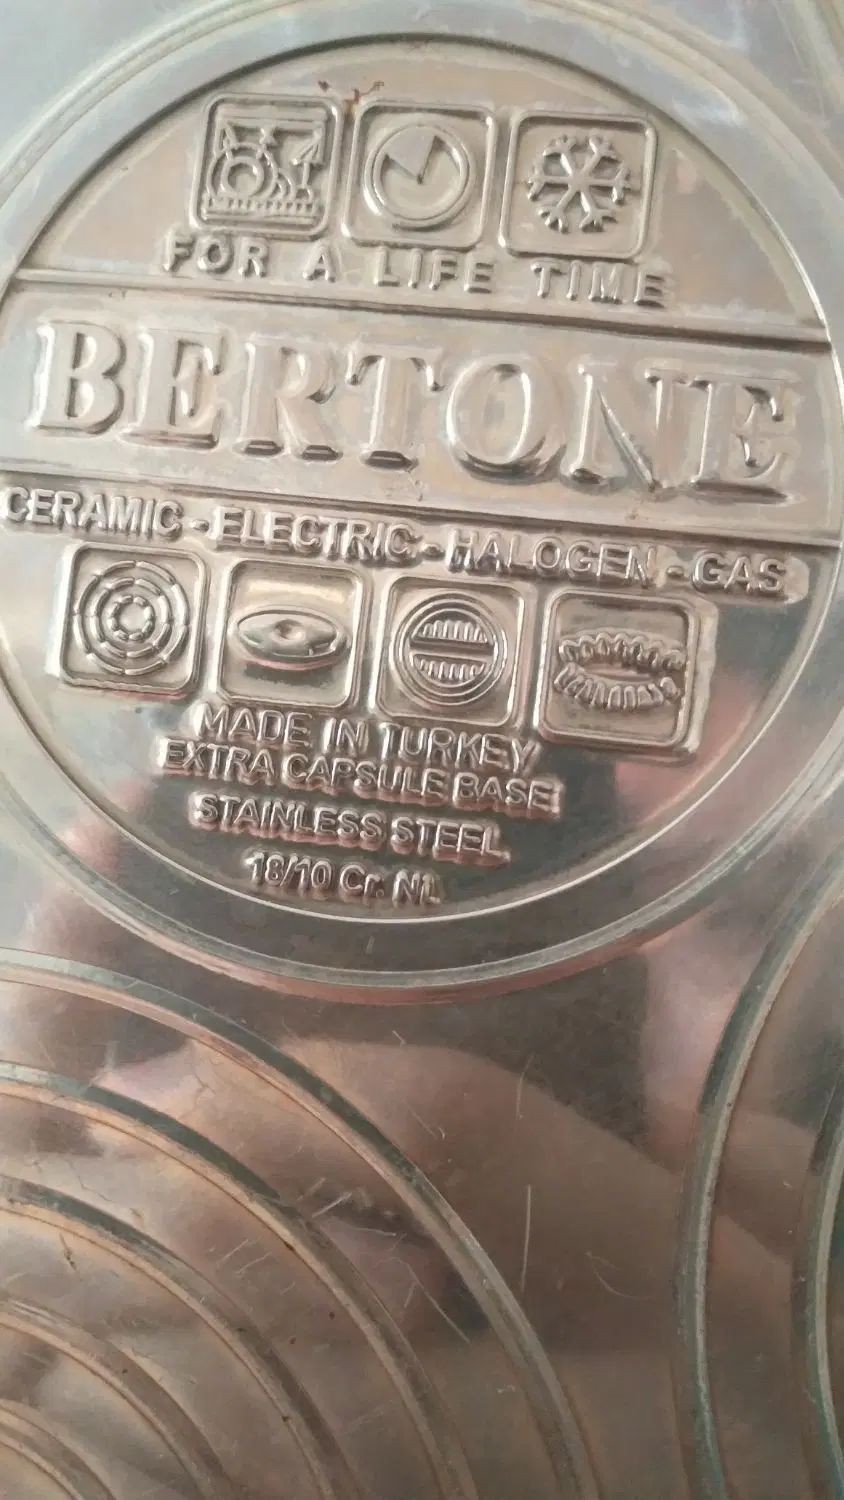 FOR A LIFE TIME
BERTONE
CERAMIC - ELECTRIC - HALOGEN - GAS
MADE IN TURKEY
EXTRA CAPSULE BASE
STAINLESS STEEL
18/10 Cr. Ni.